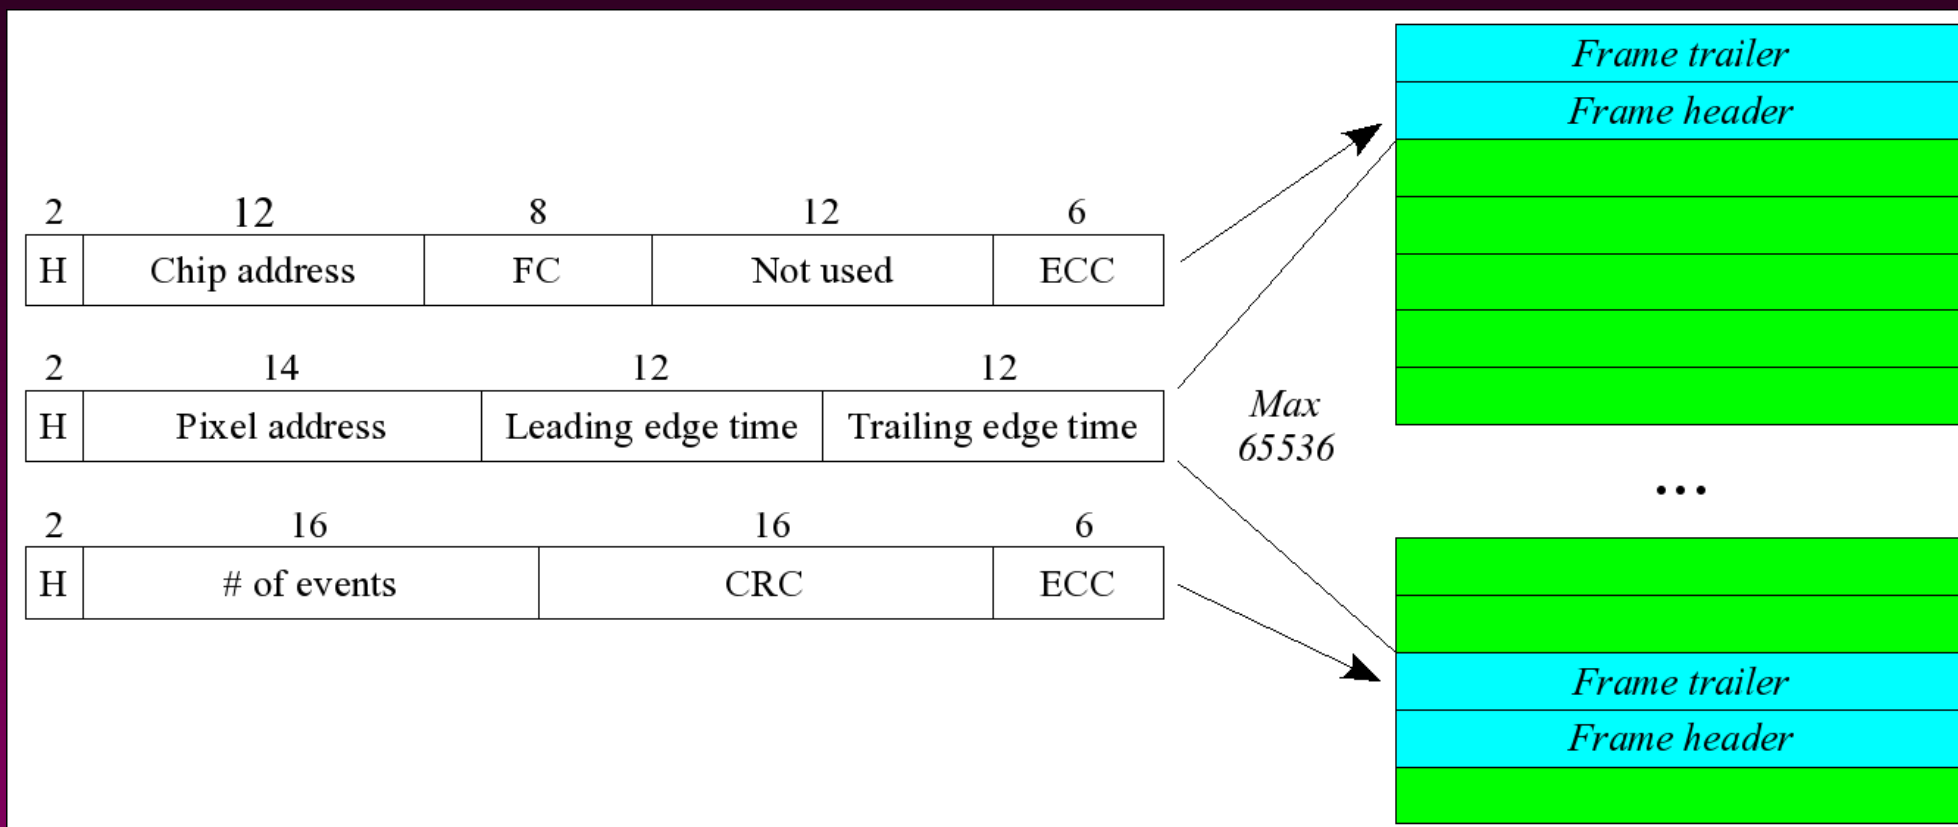 Frame trailer
Frame header
2 12 8 12 6
H Chip address FC Not used ECC
2 14 12 12
H Pixel address Leading edge time Trailing edge time
Max
65536
...
2 16 16 6
H # of events CRC ECC
Frame trailer
Frame header